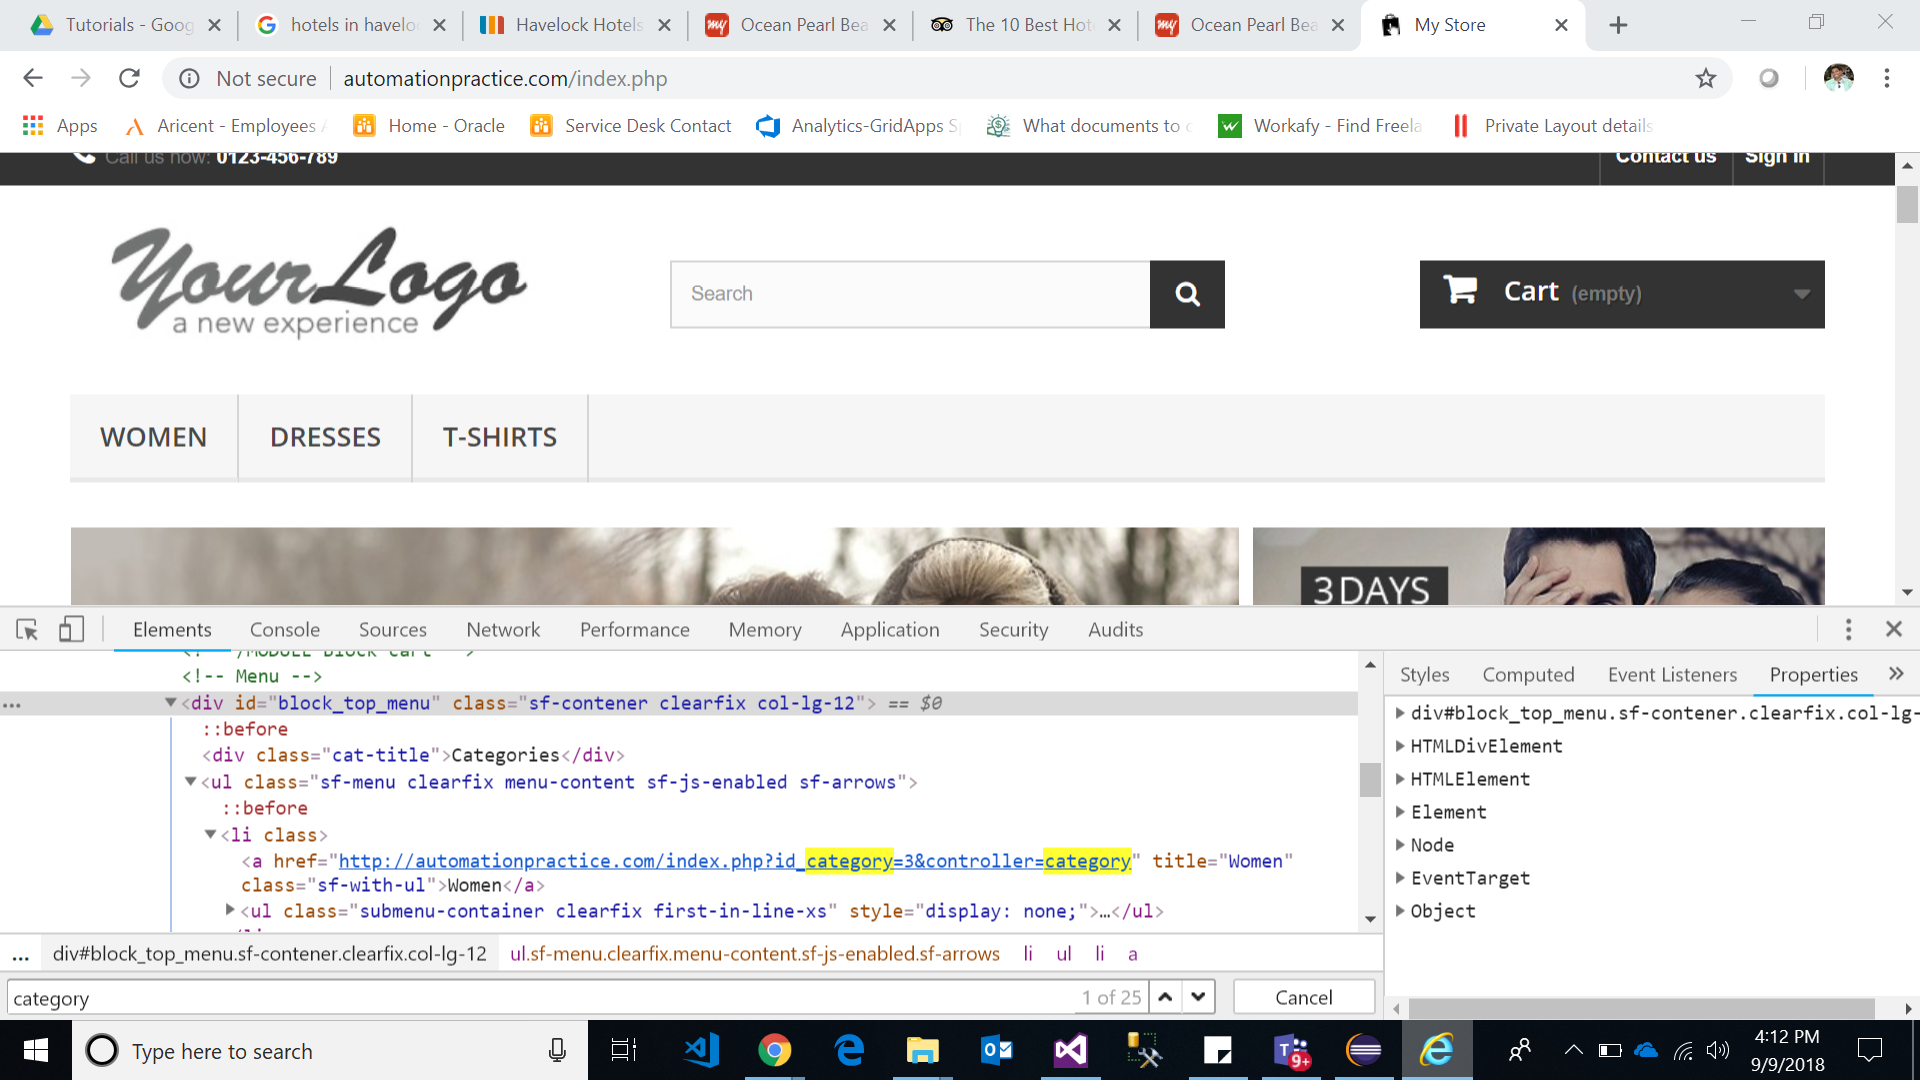 Tutorials - Goog
hotels in haveloc
Havelock Hotels
my Ocean Pearl Bea
The 10 Best Hote
my Ocean Pearl Bea
My Store
Not secure automationpractice.com/index.php
Apps
Aricent - Employees
Home - Oracle
Service Desk Contact
Analytics-GridApps S
What documents to c
Workafy - Find Freela
Private Layout details
Call us now: 0123-456-789
Contact us
Sign in
YourLogo
a new experience
Search
Cart (empty)
WOMEN
DRESSES
T-SHIRTS
3 DAYS
Elements
Console
Sources
Network
Performance
Memory
Application
Security
Audits
<!-- /MODULE Block cart -->
<!-- Menu -->
... <div id="block_top_menu" class="sf-contener clearfix col-lg-12"> == $0
::before
<div class="cat-title">Categories</div>
<ul class="sf-menu clearfix menu-content sf-js-enabled sf-arrows">
::before
<li class>
<a href="http://automationpractice.com/index.php?id_category=3&controller=category" title="Women"
class="sf-with-ul">Women</a>
<ul class="submenu-container clearfix first-in-line-xs" style="display: none;">…</ul>
... div#block_top_menu.sf-contener.clearfix.col-lg-12 ul.sf-menu.clearfix.menu-content.sf-js-enabled.sf-arrows li ul li a
category
1 of 25
Cancel
Styles
Computed
Event Listeners
Properties
»
div#block_top_menu.sf-contener.clearfix.col-lg-
HTMLDivElement
HTMLElement
Element
Node
EventTarget
Object
Type here to search
9+
4:12 PM
9/9/2018